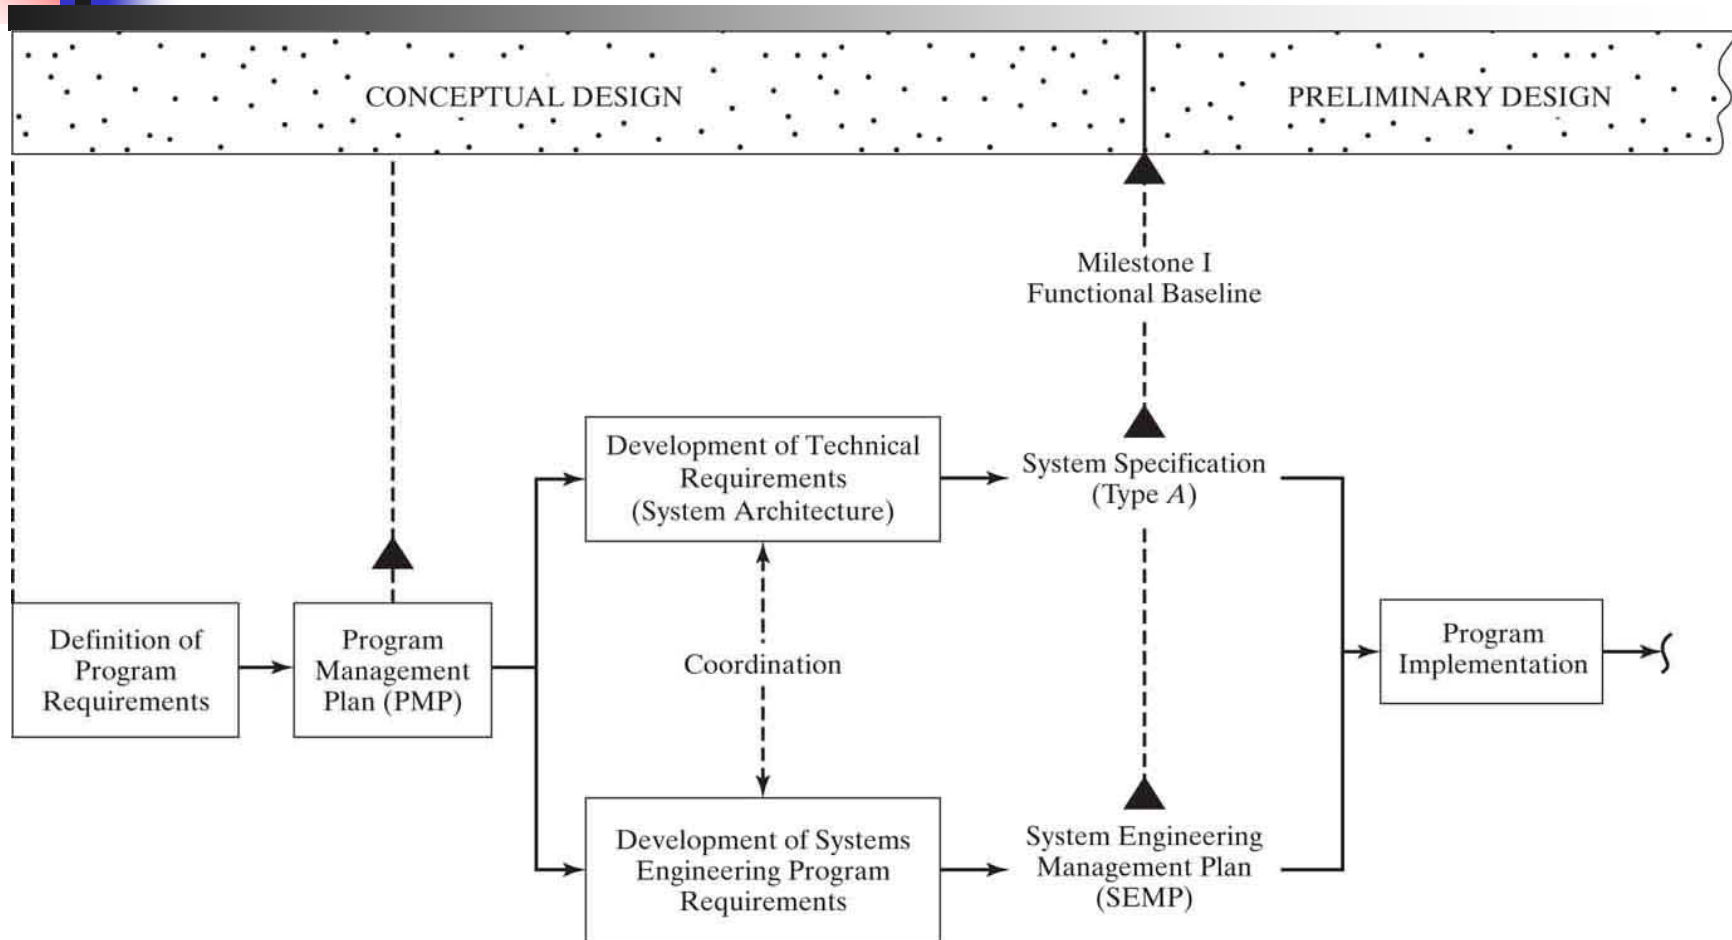 CONCEPTUAL DESIGN
PRELIMINARY DESIGN
Milestone I
Functional Baseline
Development of Technical
Requirements
(System Architecture)
System Specification
(Type A)
Definition of
Program
Requirements
Program
Management
Plan (PMP)
Coordination
Program
Implementation
Development of Systems
Engineering Program
Requirements
System Engineering
Management Plan
(SEMP)